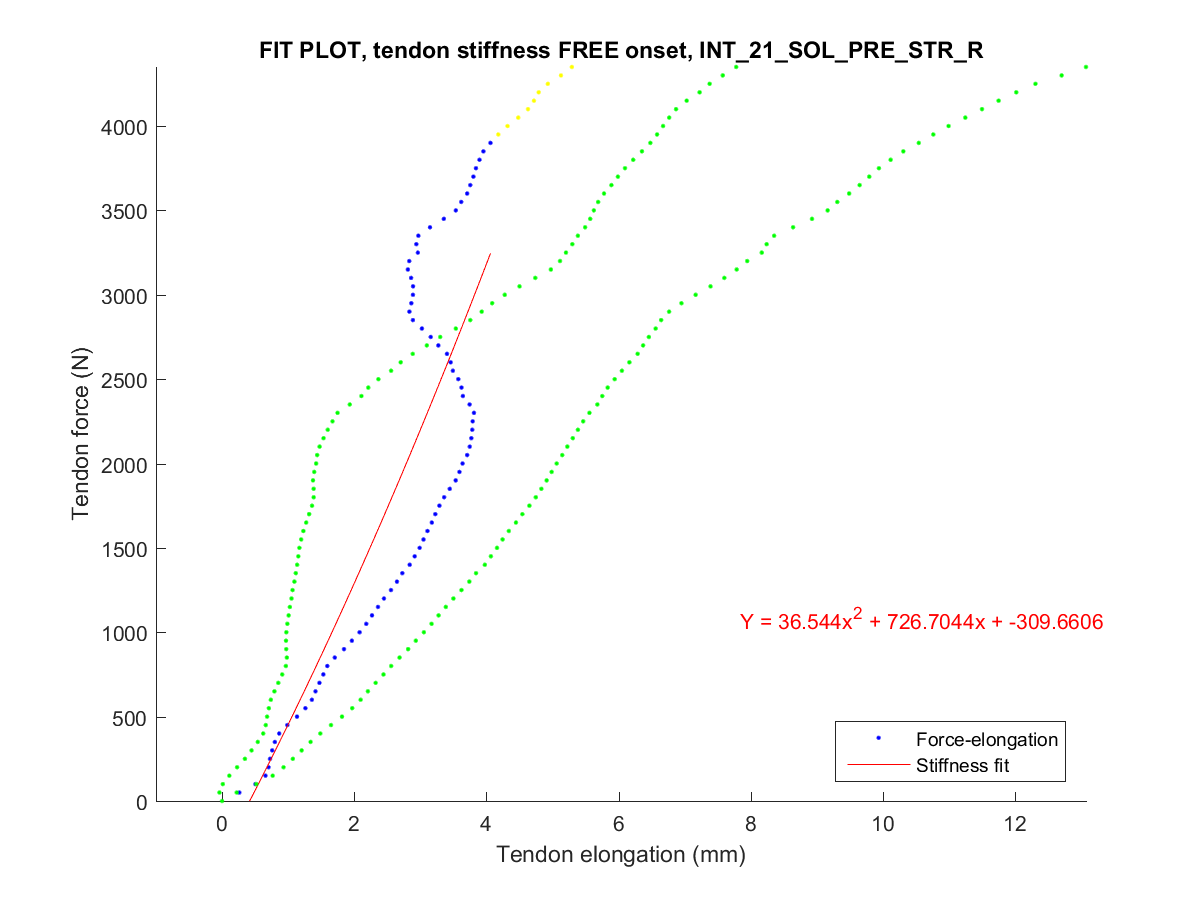 FIT PLOT, tendon stiffness FREE onset, INT_21_SOL_PRE_STR_R
4000
3500
3000
2500
2000
1500
1000
500
0
Tendon force (N)
Y = 36.544x² + 726.7044x + -309.6606
Force-elongation
Stiffness fit
0 2 4 6 8 10 12
Tendon elongation (mm)